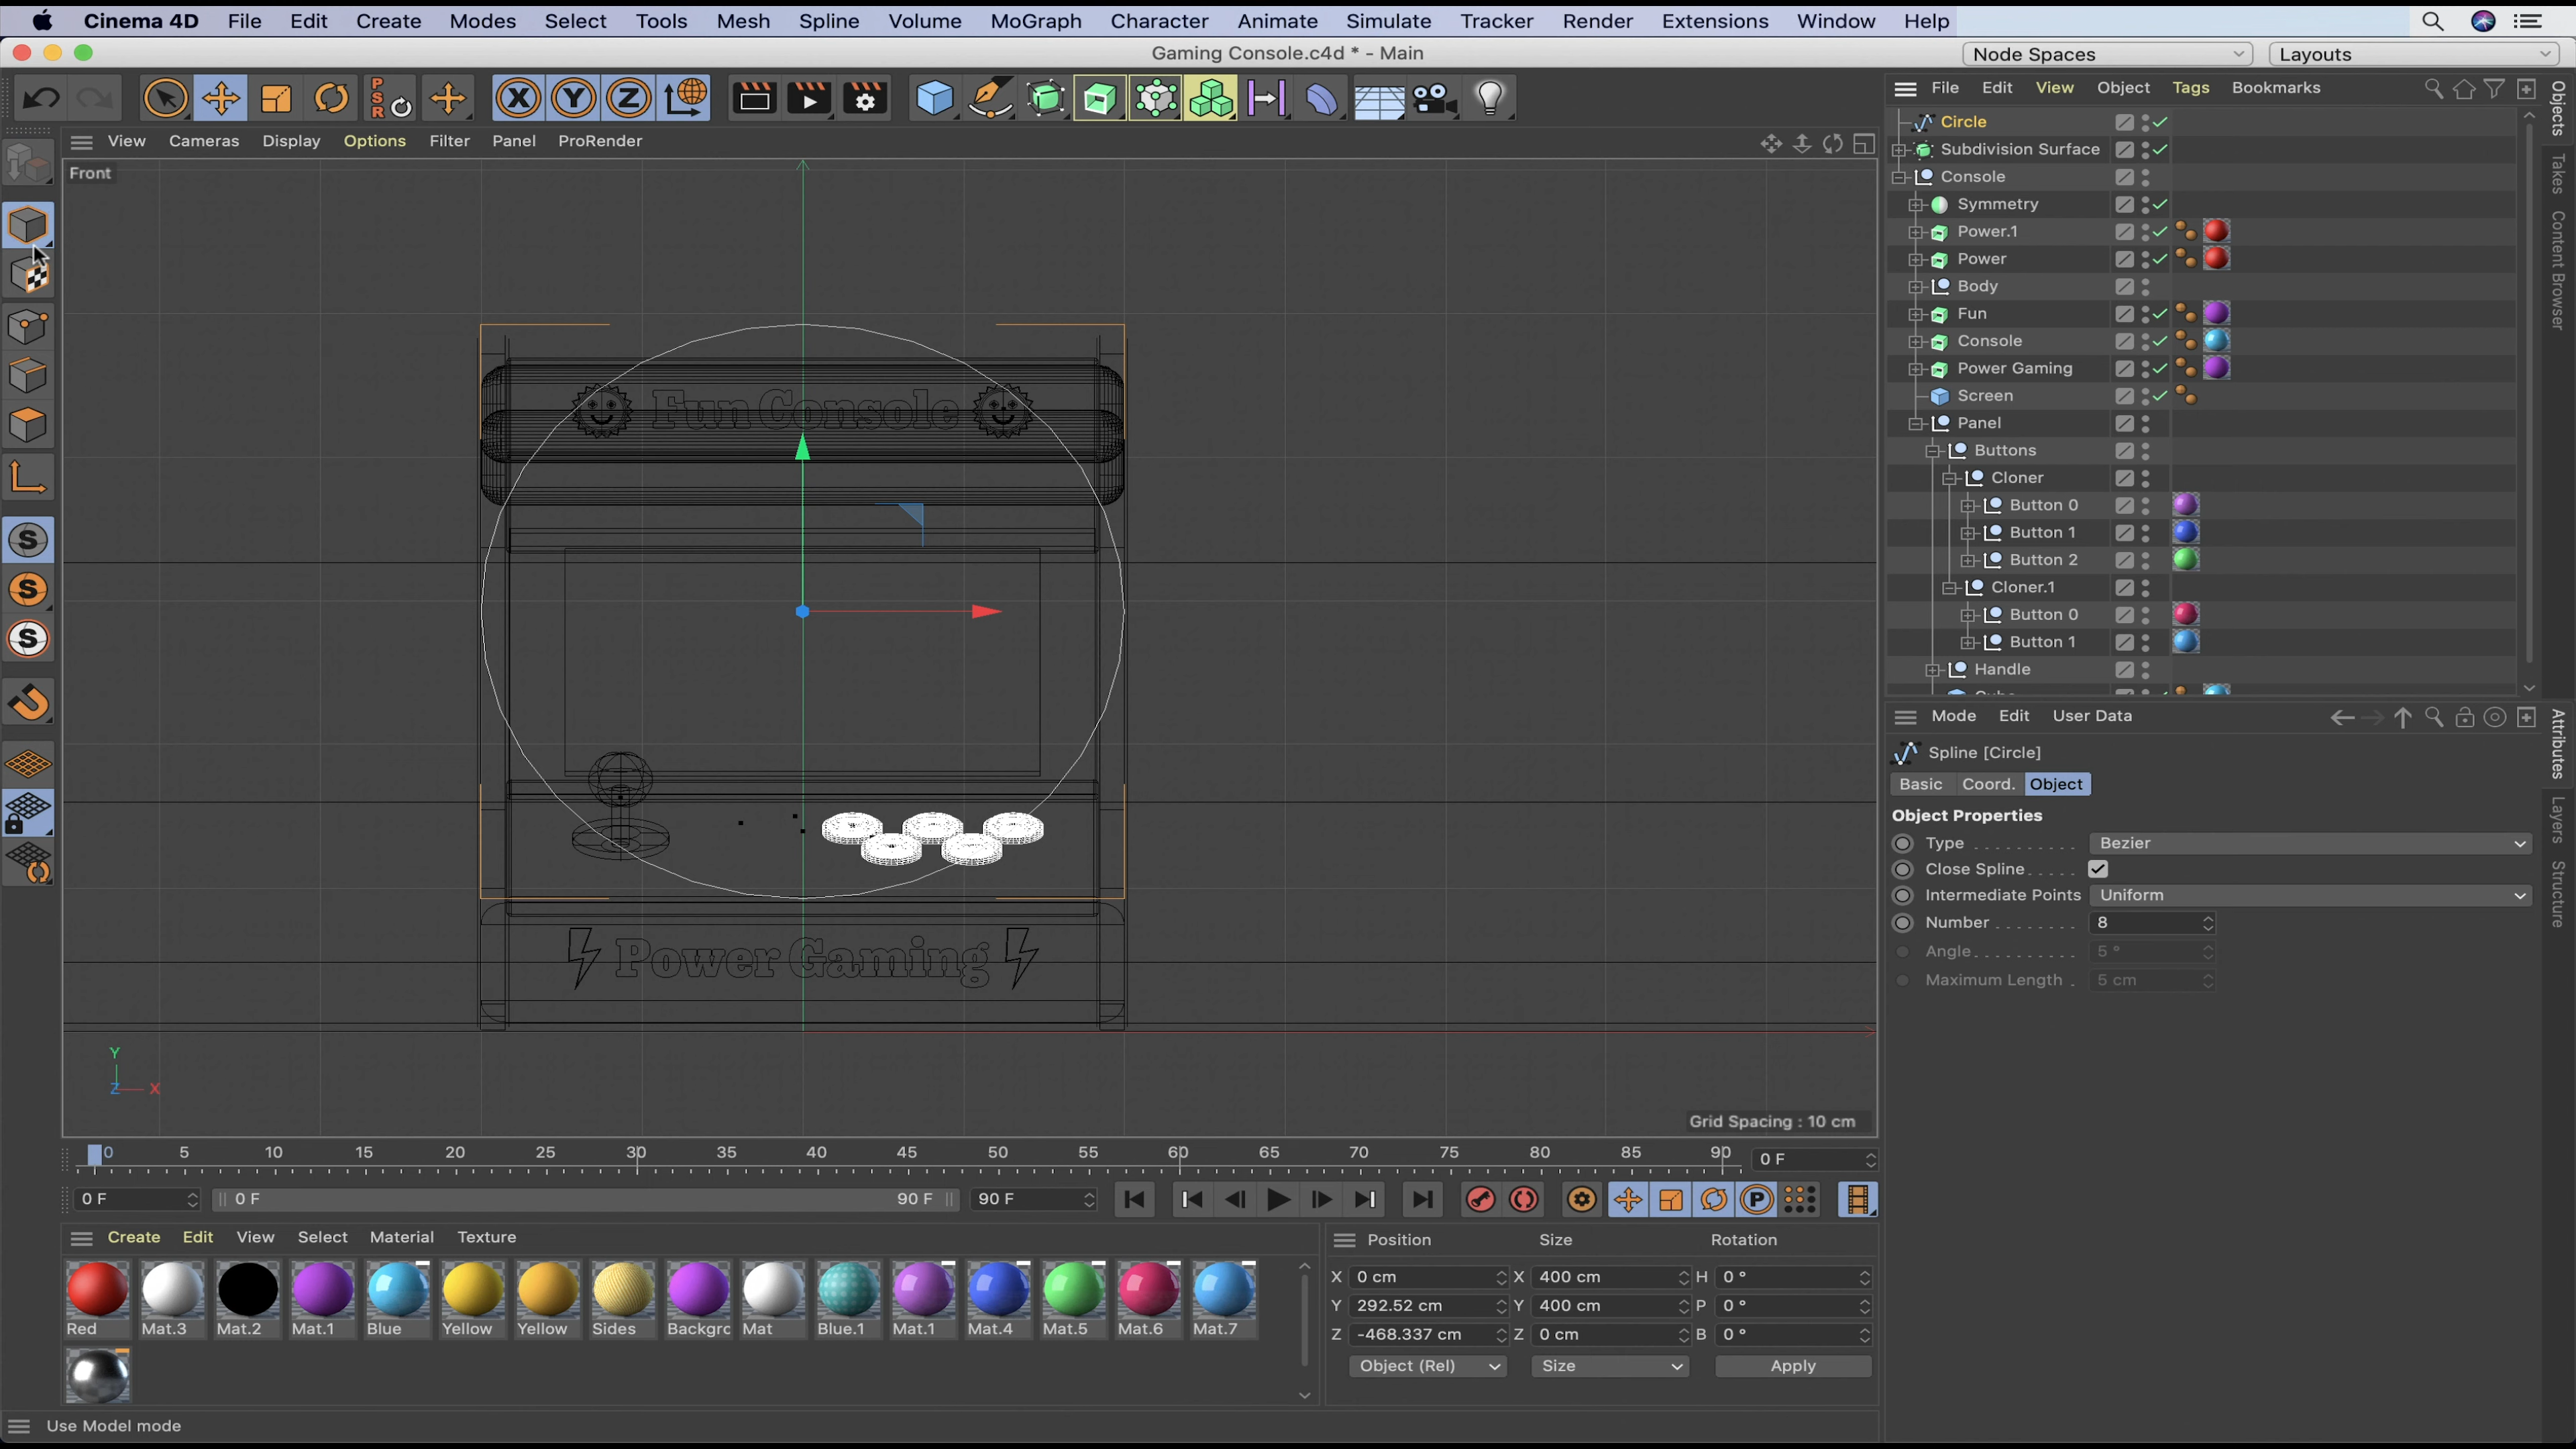 Cinema 4D File Edit Create Modes Select Tools Mesh Spline Volume MoGraph Character Animate Simulate Tracker Render Extensions Window Help
Gaming Console.c4d * - Main
Node Spaces
Layouts
PSR X Y Z
File Edit View Object Tags Bookmarks
View Cameras Display Options Filter Panel ProRender
Front
Circle
Subdivision Surface
Console
Symmetry
Power.1
Power
Body
Fun
Console
Power Gaming
Screen
Panel
Buttons
Cloner
Button 0
Button 1
Button 2
Cloner.1
Button 0
Button 1
Handle
Objects
Takes
Content Browser
Fun Console
Power Gaming
S
S
S
Y
Z X
Grid Spacing : 10 cm
Mode Edit User Data
Spline [Circle]
Basic Coord. Object
Object Properties
Type Bezier
Close Spline
Intermediate Points Uniform
Number 8
Angle 5 °
Maximum Length 5 cm
Attributes
Layers
Structure
0 5 10 15 20 25 30 35 40 45 50 55 60 65 70 75 80 85 90 0 F
0 F 0 F 90 F 90 F P
Create Edit View Select Material Texture
Red Mat.3 Mat.2 Mat.1 Blue Yellow Yellow Sides Backgrc Mat Blue.1 Mat.1 Mat.4 Mat.5 Mat.6 Mat.7
Position Size Rotation
X 0 cm X 400 cm H 0 °
Y 292.52 cm Y 400 cm P 0 °
Z -468.337 cm Z 0 cm B 0 °
Object (Rel) Size Apply
Use Model mode